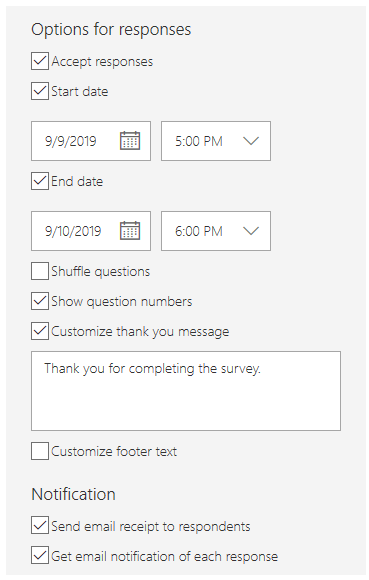 Options for responses
Accept responses
Start date
9/9/2019 5:00 PM
End date
9/10/2019 6:00 PM
Shuffle questions
Show question numbers
Customize thank you message
Thank you for completing the survey.
Customize footer text
Notification
Send email receipt to respondents
Get email notification of each response